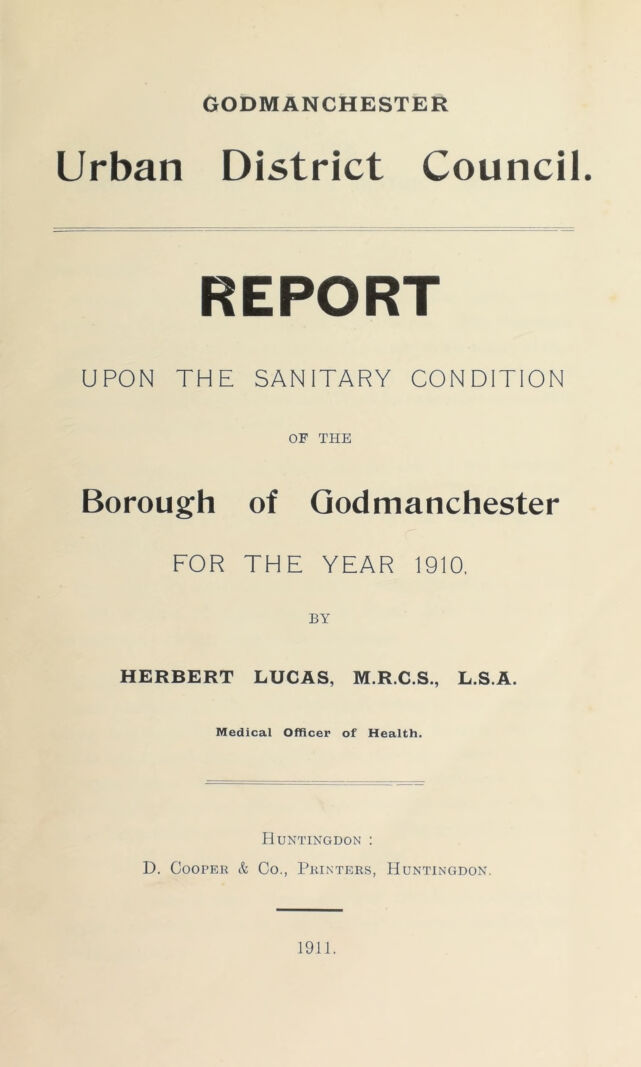 GODMANCHESTER
Urban District Council.
REPORT
UPON THE SANITARY CONDITION
OF THE
Borough of Godmanchester
FOR THE YEAR 1910,
BY
HERBERT LUCAS, M.R.C.S., L.S.A.
Medical Officer of Health.
HUNTINGDON :
D. COOPER & CO., PRINTERS, HUNTINGDON.
1911.